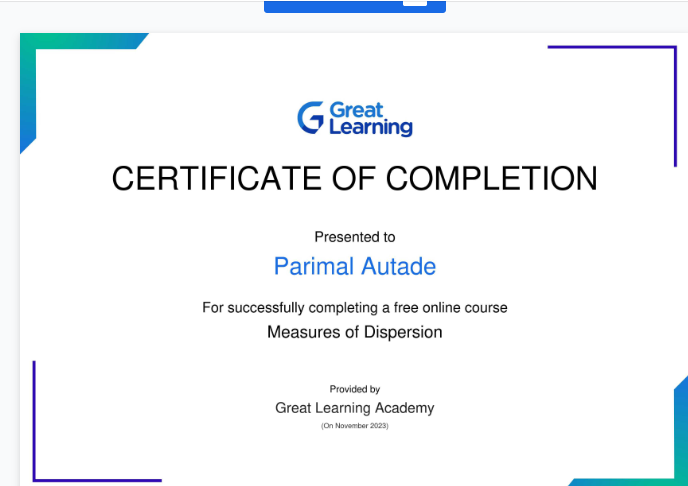 Great
Learning
CERTIFICATE OF COMPLETION
Presented to
Parimal Autade
For successfully completing a free online course
Measures of Dispersion
Provided by
Great Learning Academy
(On November 2023)